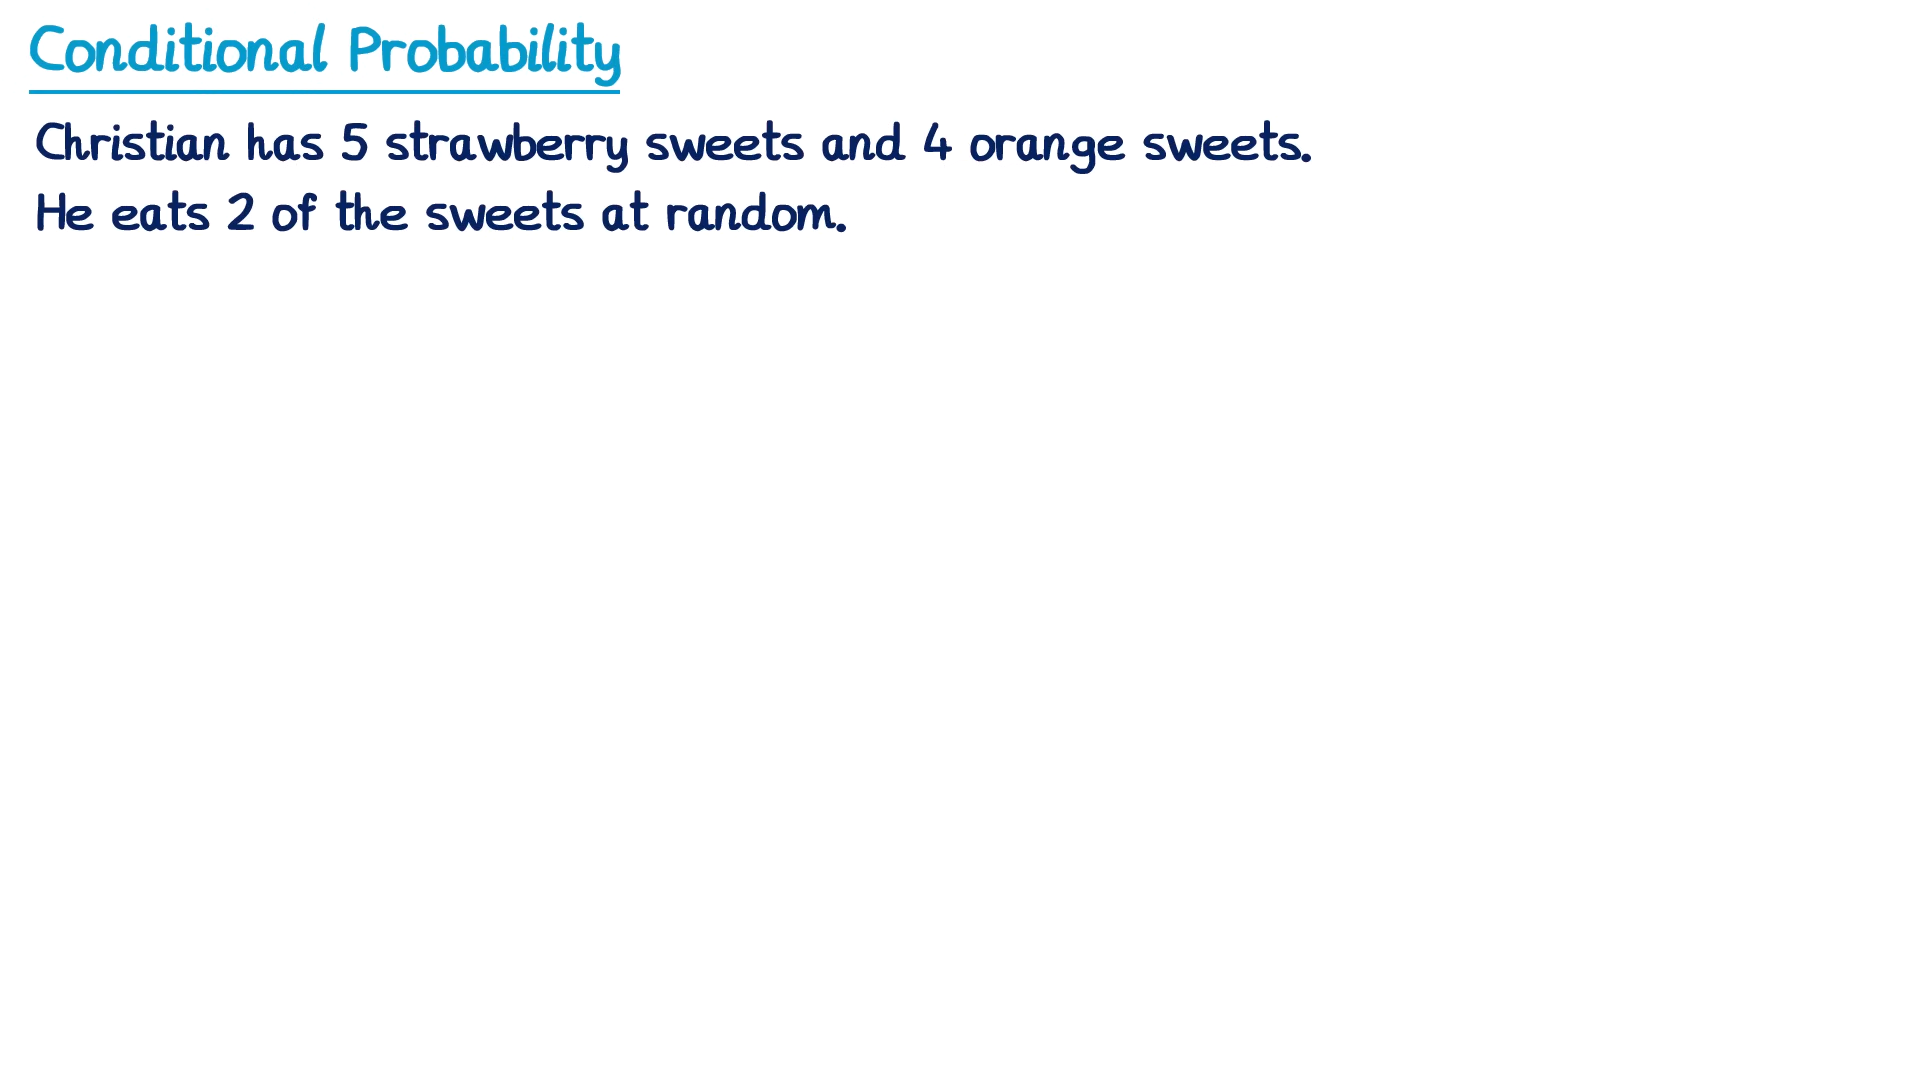 Conditional Probability
Christian has 5 strawberry sweets and 4 orange sweets.
He eats 2 of the sweets at random.